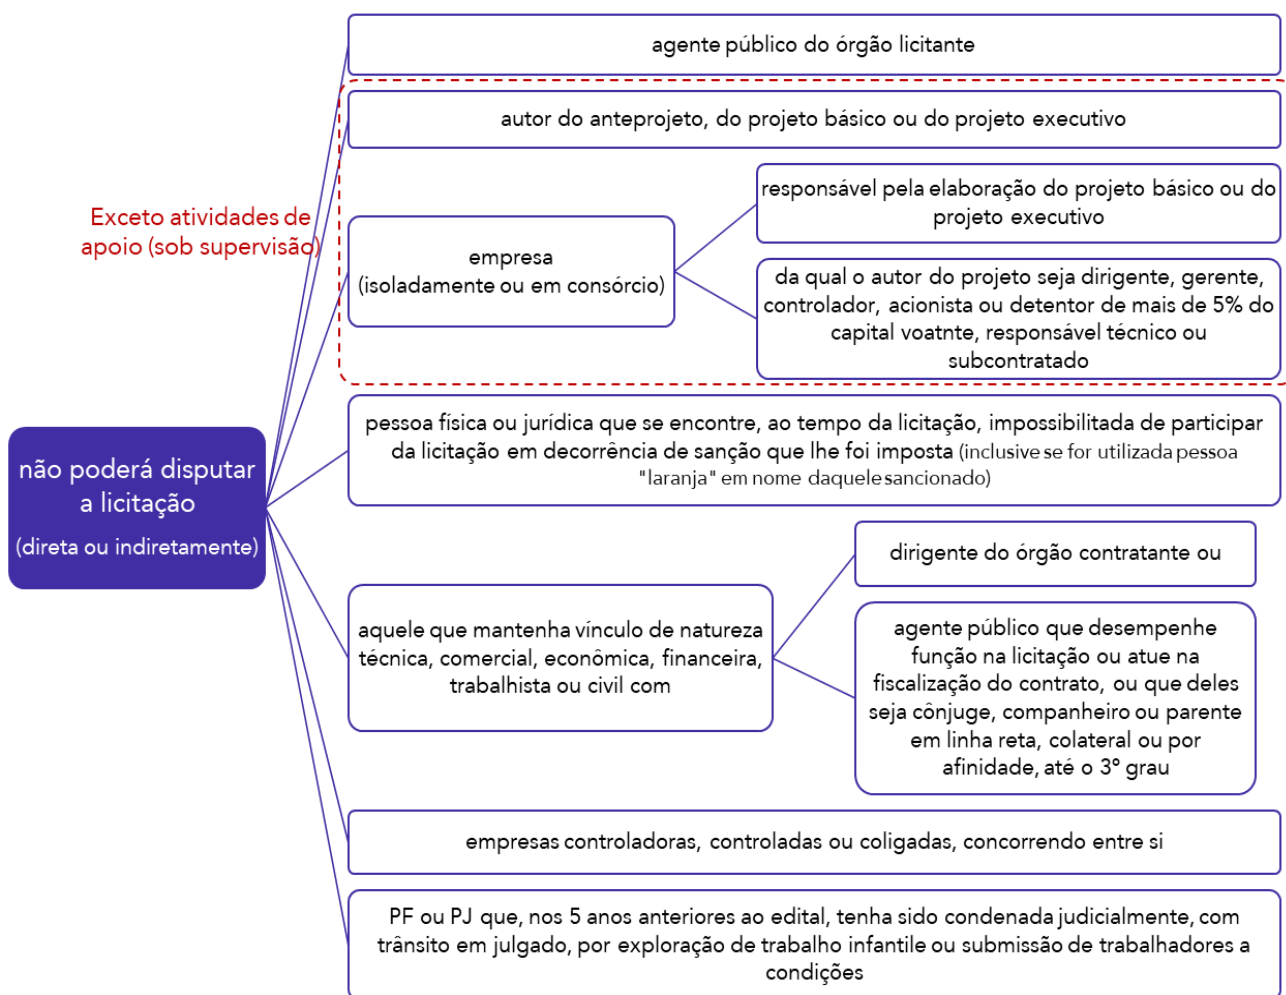 agente público do órgão licitante
autor do anteprojeto, do projeto básico ou do projeto executivo
Exceto atividades de
apoio (sob supervisão)
empresa
(isoladamente ou em consórcio)
responsável pela elaboração do projeto básico ou do
projeto executivo
da qual o autor do projeto seja dirigente, gerente,
controlador, acionista ou detentor de mais de 5% do
capital voatnte, responsável técnico ou
subcontratado
não poderá disputar
a licitação
(direta ou indiretamente)
pessoa física ou jurídica que se encontre, ao tempo da licitação, impossibilitada de participar
da licitação em decorrência de sanção que lhe foi imposta (inclusive se for utilizada pessoa
"laranja" em nome daquele sancionado)
aquele que mantenha vínculo de natureza
técnica, comercial, econômica, financeira,
trabalhista ou civil com
dirigente do órgão contratante ou
agente público que desempenhe
função na licitação ou atue na
fiscalização do contrato, ou que deles
seja cônjuge, companheiro ou parente
em linha reta, colateral ou por
afinidade, até o 3º grau
empresas controladoras, controladas ou coligadas, concorrendo entre si
PF ou PJ que, nos 5 anos anteriores ao edital, tenha sido condenada judicialmente, com
trânsito em julgado, por exploração de trabalho infantile ou submissão de trabalhadores a
condições